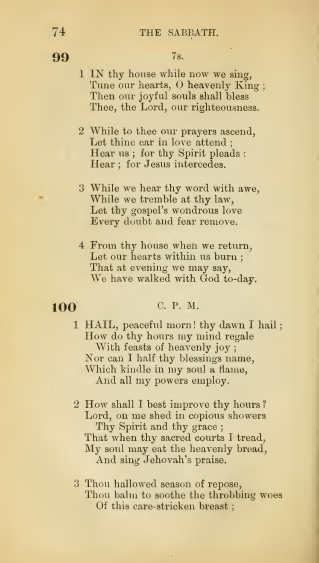 74 THE SABBATH.
99 7s.
1 IN thy house while now we sing,
Tune our hearts, O heavenly King ;
Then our joyful souls shall bless
Thee, the Lord, our righteousness.
2 While to thee our prayers ascend,
Let thine ear in love attend ;
Hear us ; for thy Spirit pleads :
Hear ; for Jesus intercedes.
3 While we hear thy word with awe,
While we tremble at thy law,
Let thy gospel's wondrous love
Every doubt and fear remove.
4 From thy house when we return,
Let our hearts within us burn ;
That at evening we may say,
We have walked with God to-day.
100 C. P. M.
1 HAIL, peaceful morn! thy dawn I hail ;
How do thy hours my mind regale
With feasts of heavenly joy ;
Nor can I half thy blessings name,
Which kindle in my soul a flame,
And all my powers employ.
2 How shall I best improve thy hours?
Lord, on me shed in copious showers
Thy Spirit and thy grace ;
That when thy sacred courts I tread,
My soul may eat the heavenly bread,
And sing Jehovah's praise.
3 Thou hallowed season of repose,
Thou balm to soothe the throbbing woes
Of this care-stricken breast ;